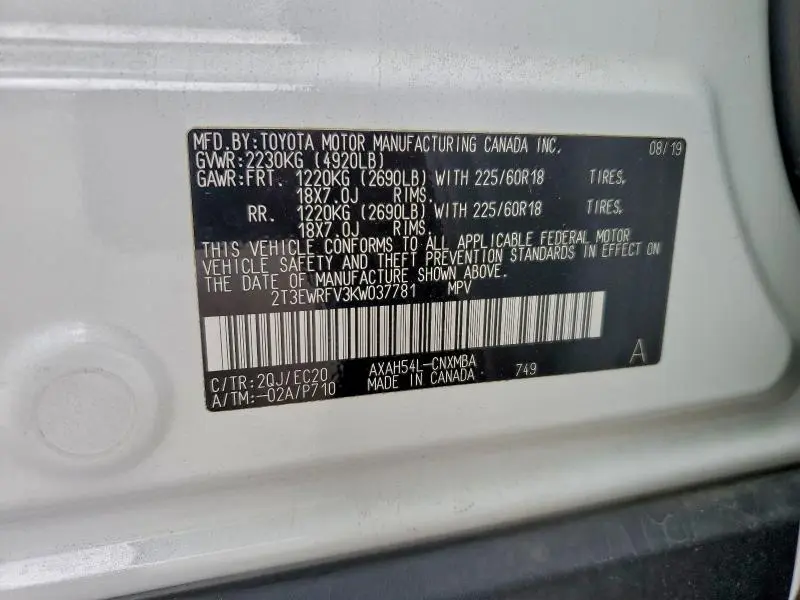 MFD.BY:TOYOTA MOTOR MANUFACTURING CANADA INC. 08/19
GVWR:2230KG (4920LB)
GAWR:FRT. 1220KG (2690LB) WITH 225/60R18 TIRES,
18X7.0J RIMS.
RR. 1220KG (2690LB) WITH 225/60R18 TIRES,
18X7.0J RIMS.
THIS VEHICLE CONFORMS TO ALL APPLICABLE FEDERAL MOTOR
VEHICLE SAFETY AND THEFT PREVENTION STANDARDS IN EFFECT ON
THE DATE OF MANUFACTURE SHOWN ABOVE.
2T3EWRFV3KW037781 MPV
C/TR:2QJ/EC20 AXAH54L-CNXMBA A
A/TM:-02A/P710 MADE IN CANADA 749